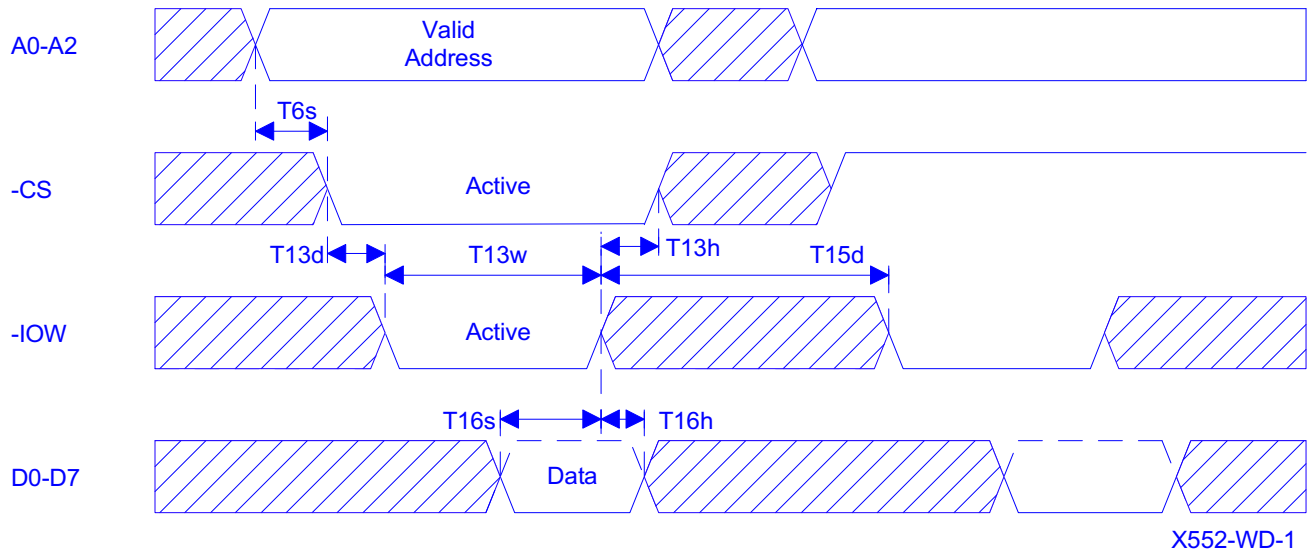 A0-A2
Valid
Address
T6s
-CS
Active
T13d
T13w
T13h
T15d
-IOW
Active
T16s
T16h
D0-D7
Data
X552-WD-1